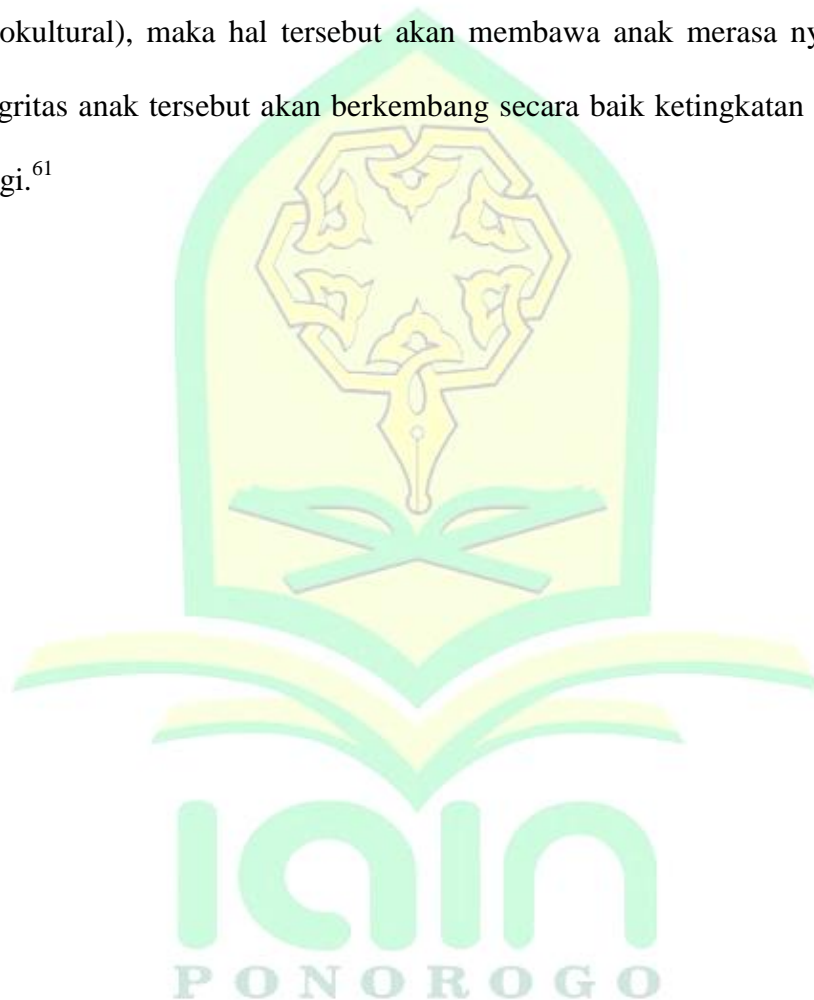 okultural), maka hal tersebut akan membawa anak merasa ny
gritas anak tersebut akan berkembang secara baik ketingkatan
gi.⁶¹
IAIN
PONOROGO